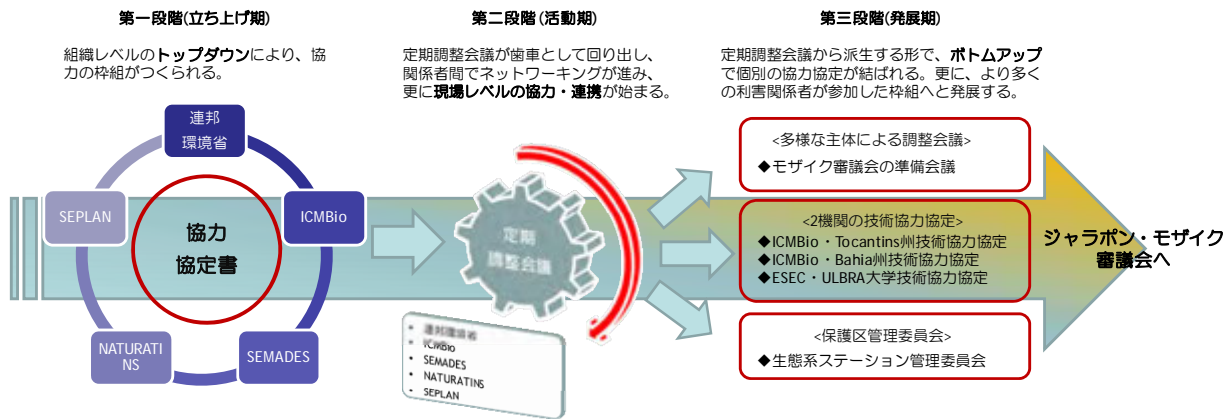 第一段階(立ち上げ期)
組織レベルのトップダウンにより、協
力の枠組がつくられる。
連邦
環境省
SEPLAN
ICMBio
協力
協定書
NATURATI
NS
SEMADES
第二段階(活動期)
定期調整会議が歯車として回り出し、
関係者間でネットワーキングが進み、
更に現場レベルの協力・連携が始まる。
定期
調整会議
• 連邦環境省
• ICMBio
• SEMADES
• NATURATINS
• SEPLAN
第三段階(発展期)
定期調整会議から派生する形で、ボトムアップ
で個別の協力協定が結ばれる。更に、より多く
の利害関係者が参加した枠組へと発展する。
<多様な主体による調整会議>
◆モザイク審議会の準備会議
<2機関の技術協力協定>
◆ICMBio・Tocantins州技術協力協定
◆ICMBio・Bahia州技術協力協定
◆ESEC・ULBRA大学技術協力協定
<保護区管理委員会>
◆生態系ステーション管理委員会
ジャラポン・モザイク
審議会へ